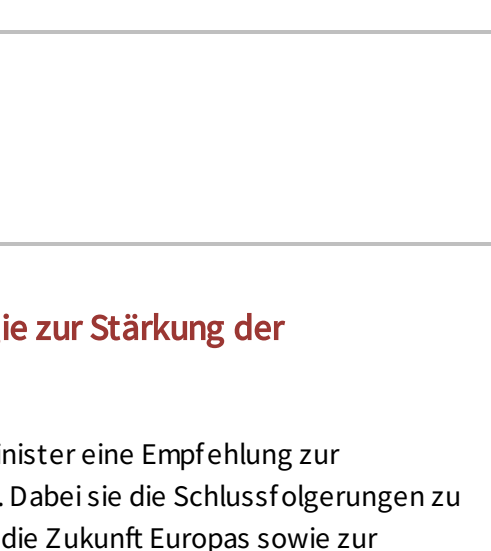 ie zur Stärkung der
inister eine Empfehlung zur
. Dabei sie die Schlussfolgerungen zu
die Zukunft Europas sowie zur